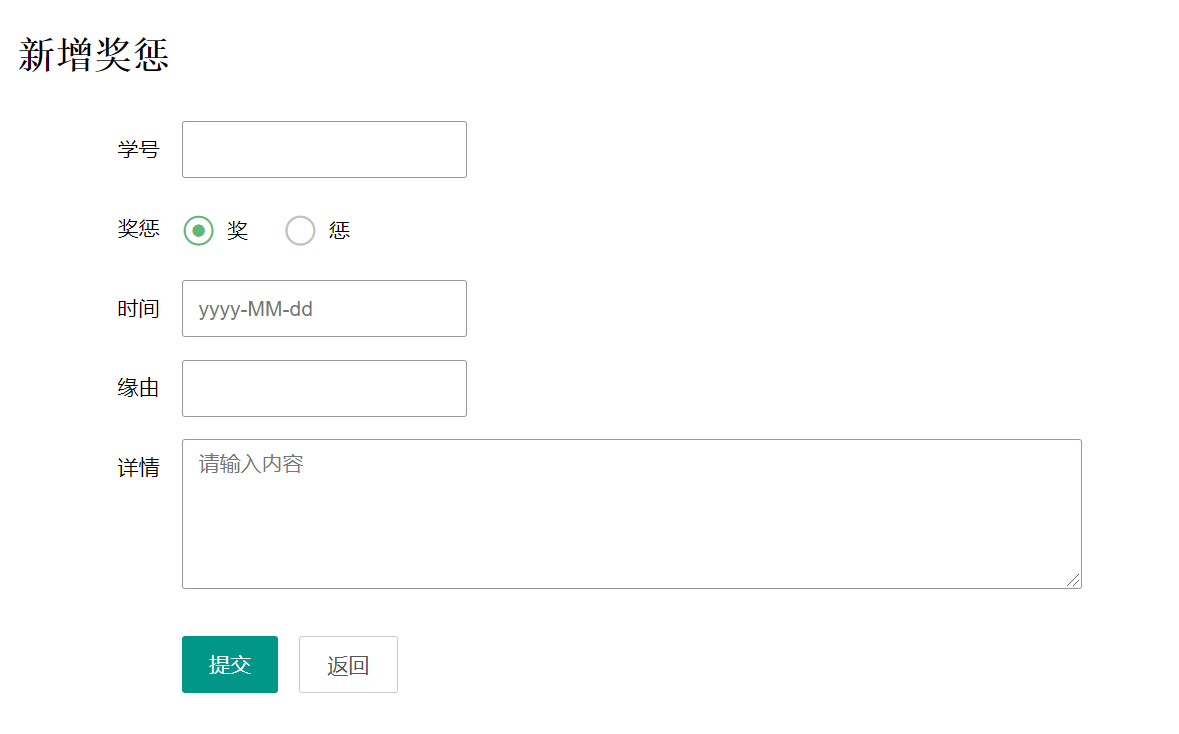 新增奖惩
学号
奖惩 奖 惩
时间 yyyy-MM-dd
缘由
详情 请输入内容
提交 返回